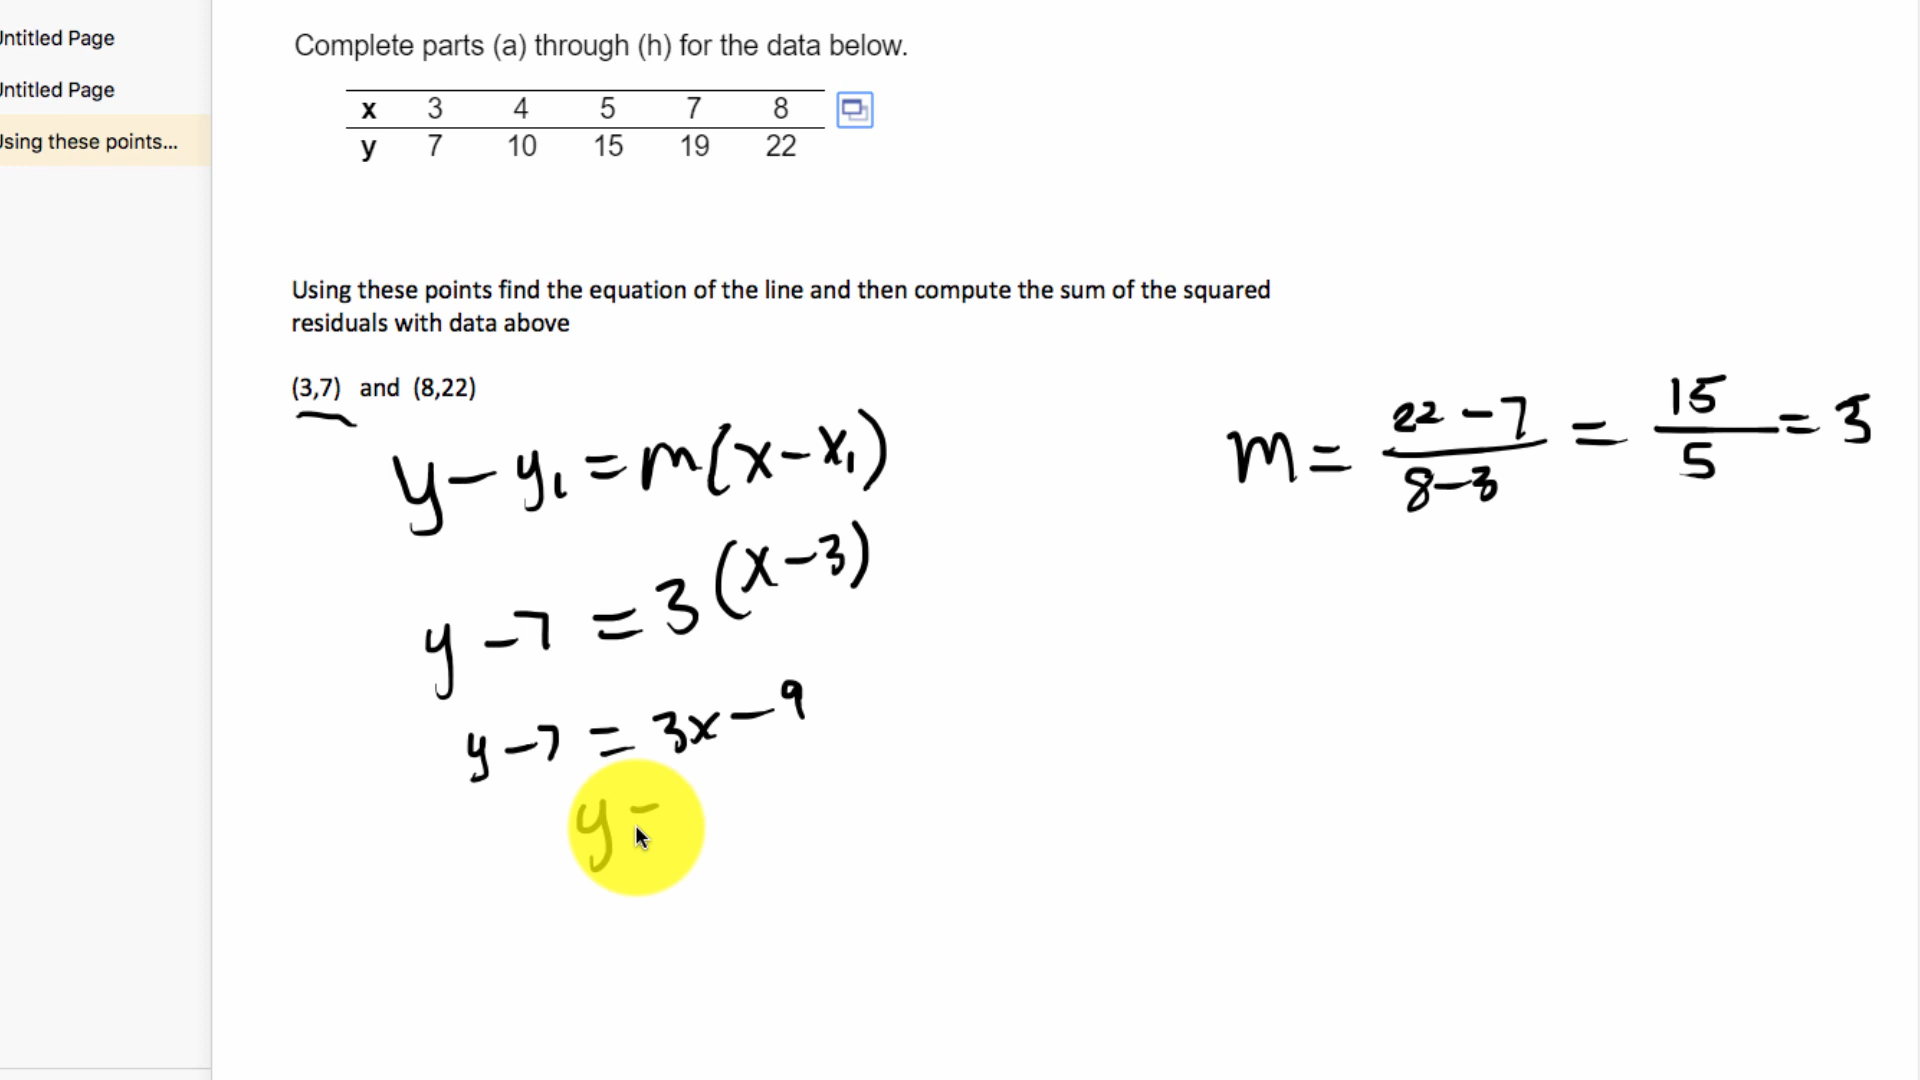 Untitled Page
Untitled Page
Using these points...
Complete parts (a) through (h) for the data below.
x 3 4 5 7 8
y 7 10 15 19 22
Using these points find the equation of the line and then compute the sum of the squared
residuals with data above
(3,7) and (8,22)
y - y₁ = m(x - x₁)
m = (22 - 7)/(8 - 3) = 15/5 = 3
y - 7 = 3(x - 3)
y - 7 = 3x - 9
y -